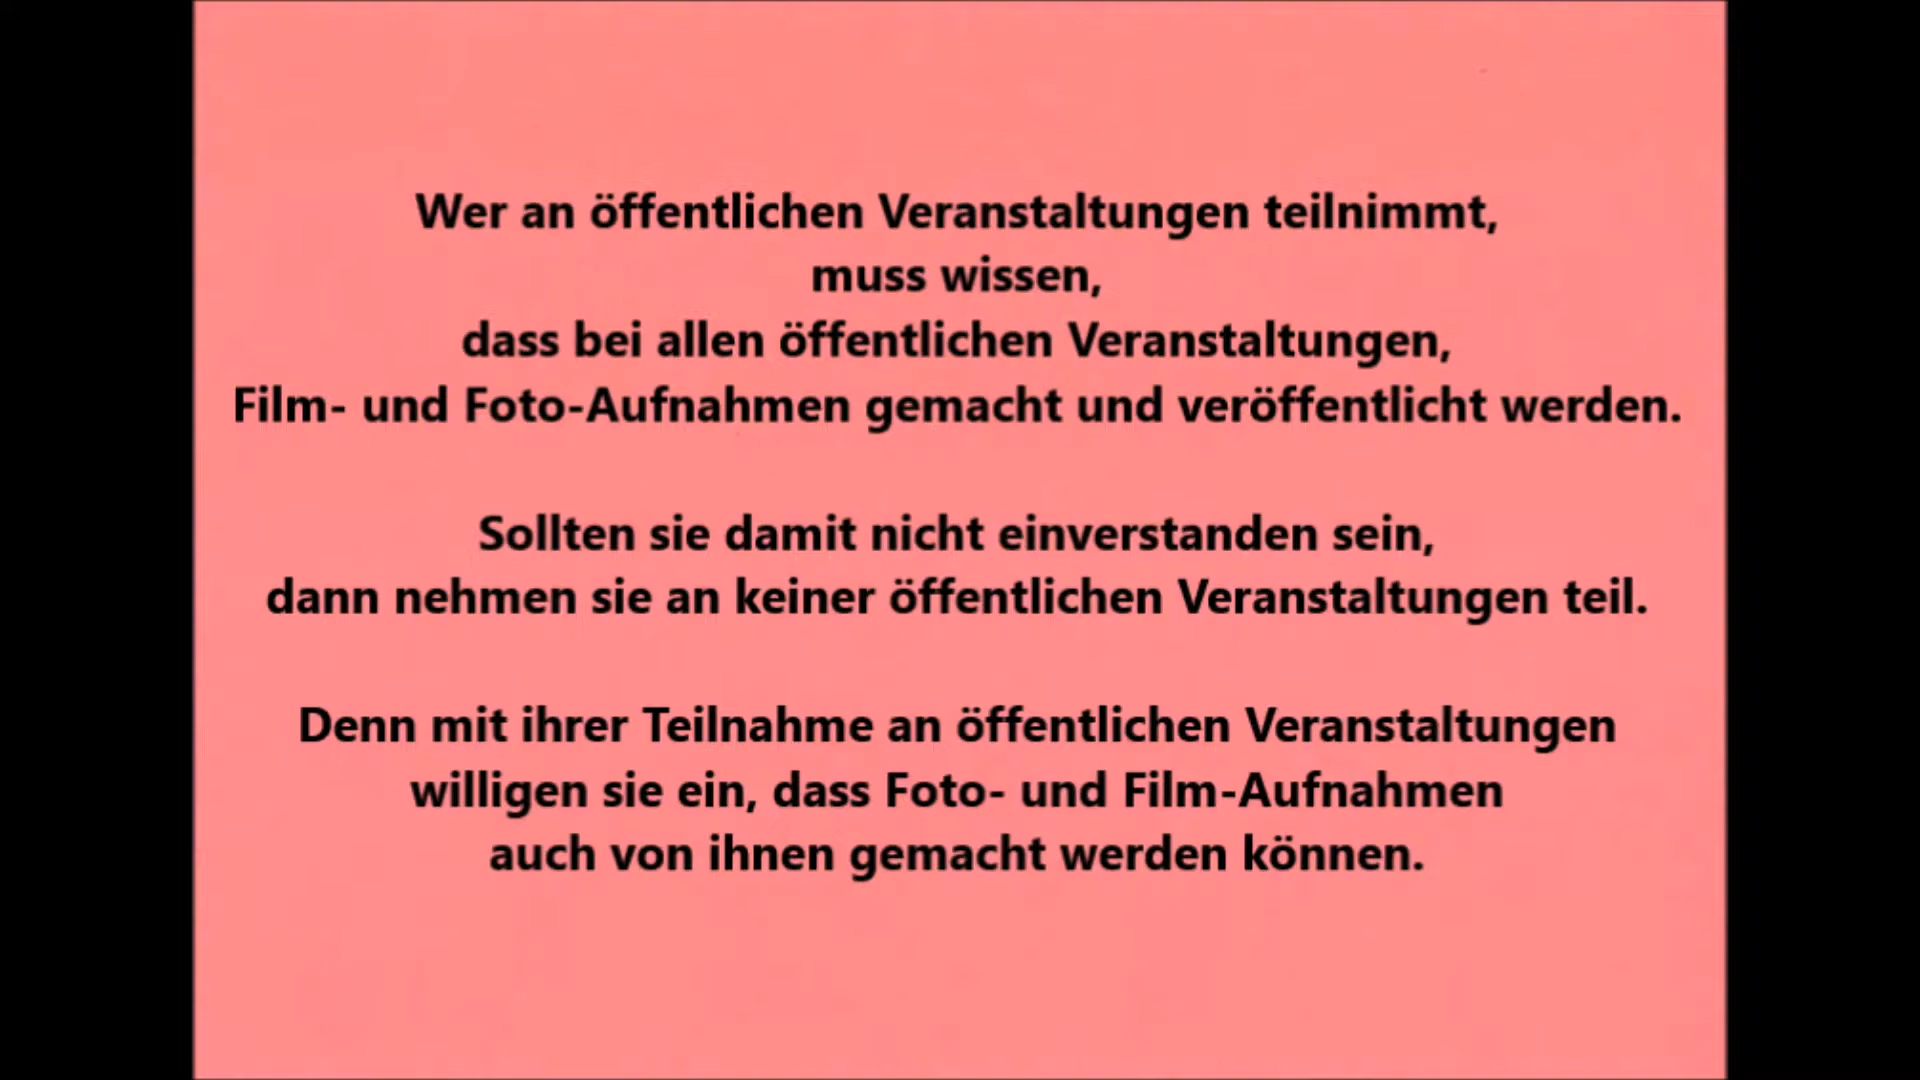 Wer an öffentlichen Veranstaltungen teilnimmt,
muss wissen,
dass bei allen öffentlichen Veranstaltungen,
Film- und Foto-Aufnahmen gemacht und veröffentlicht werden.
Sollten sie damit nicht einverstanden sein,
dann nehmen sie an keiner öffentlichen Veranstaltungen teil.
Denn mit ihrer Teilnahme an öffentlichen Veranstaltungen
willigen sie ein, dass Foto- und Film-Aufnahmen
auch von ihnen gemacht werden können.